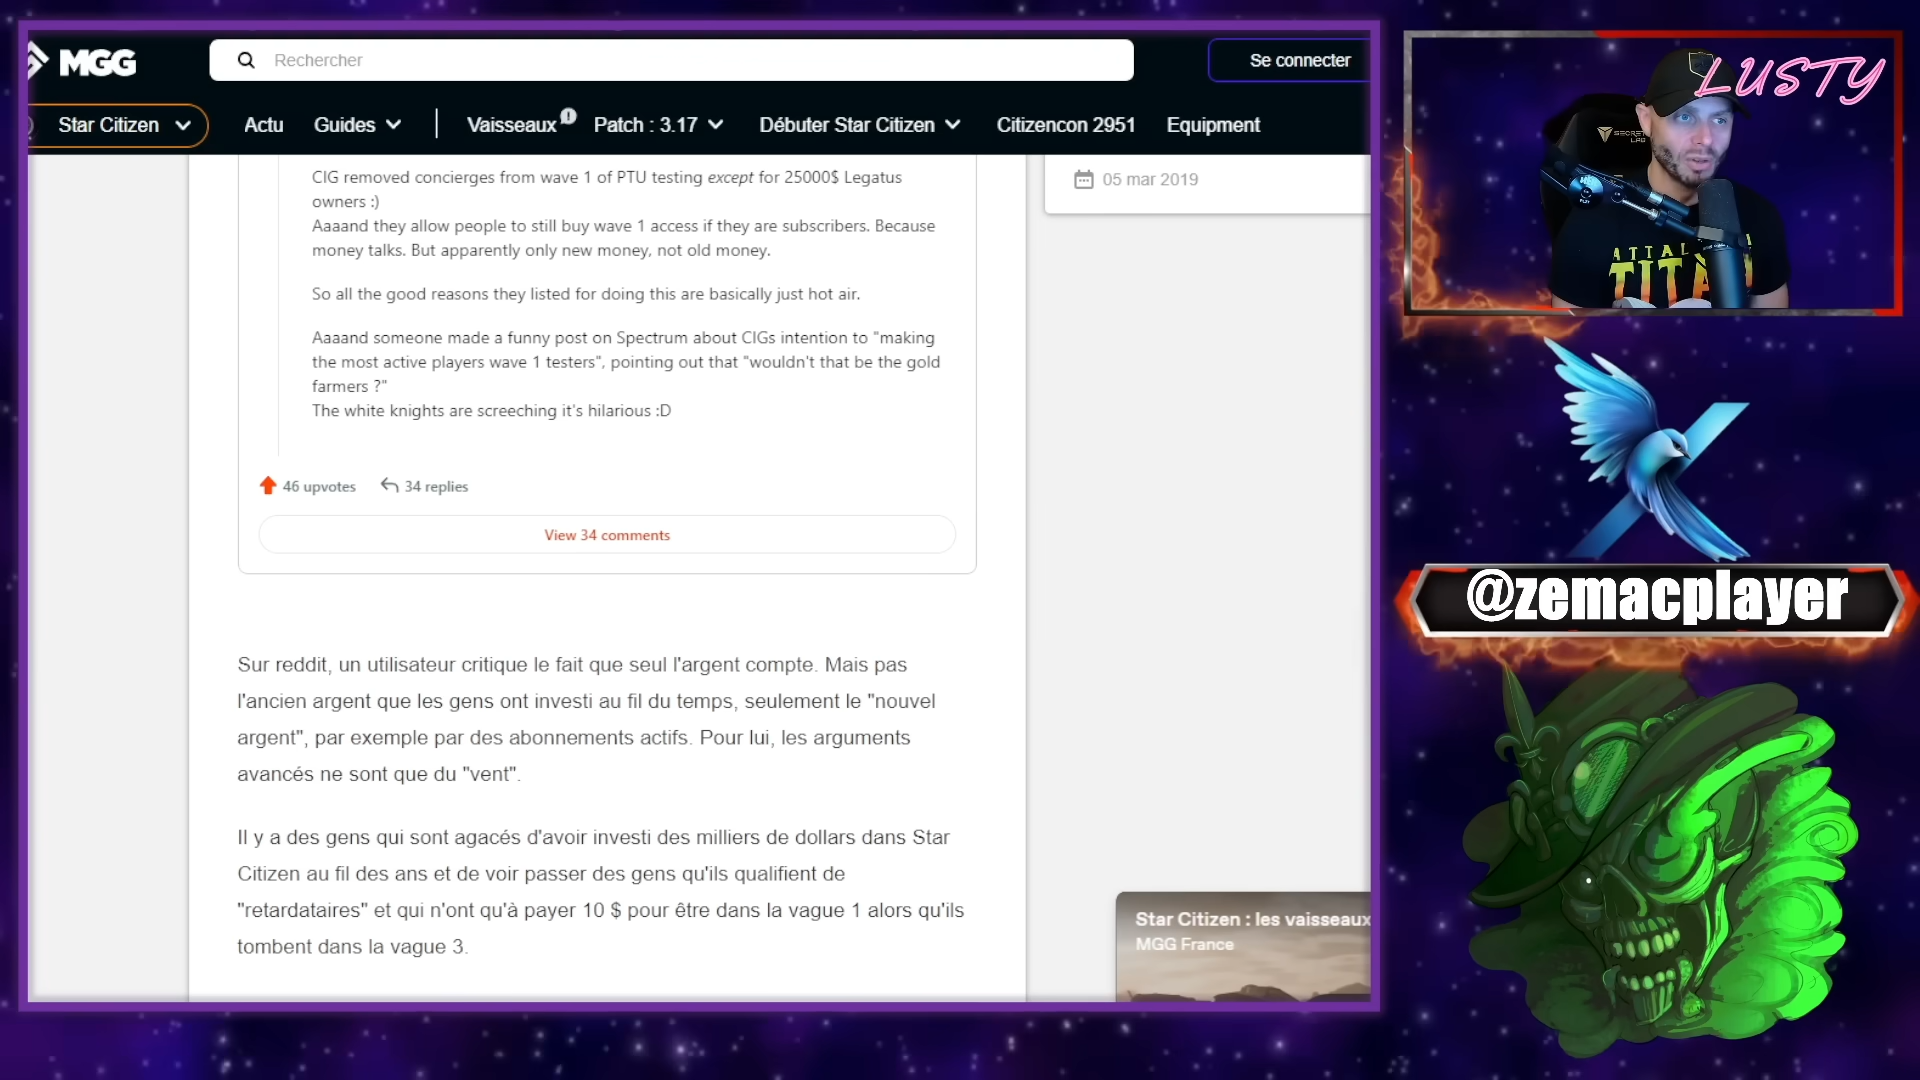 MGG
Rechercher
Se connecter
Star Citizen
Actu
Guides
Vaisseaux
Patch : 3.17
Débuter Star Citizen
Citizencon 2951
Equipment
CIG removed concierges from wave 1 of PTU testing except for 25000$ Legatus
owners :)
Aaaand they allow people to still buy wave 1 access if they are subscribers. Because
money talks. But apparently only new money, not old money.
So all the good reasons they listed for doing this are basically just hot air.
Aaaand someone made a funny post on Spectrum about CIGs intention to "making
the most active players wave 1 testers", pointing out that "wouldn't that be the gold
farmers ?"
The white knights are screeching it's hilarious :D
46 upvotes
34 replies
View 34 comments
Sur reddit, un utilisateur critique le fait que seul l'argent compte. Mais pas
l'ancien argent que les gens ont investi au fil du temps, seulement le "nouvel
argent", par exemple par des abonnements actifs. Pour lui, les arguments
avancés ne sont que du "vent".
Il y a des gens qui sont agacés d'avoir investi des milliers de dollars dans Star
Citizen au fil des ans et de voir passer des gens qu'ils qualifient de
"retardataires" et qui n'ont qu'à payer 10 $ pour être dans la vague 1 alors qu'ils
tombent dans la vague 3.
05 mar 2019
Star Citizen : les vaisseaux
MGG France
LUSTY
@zemacplayer